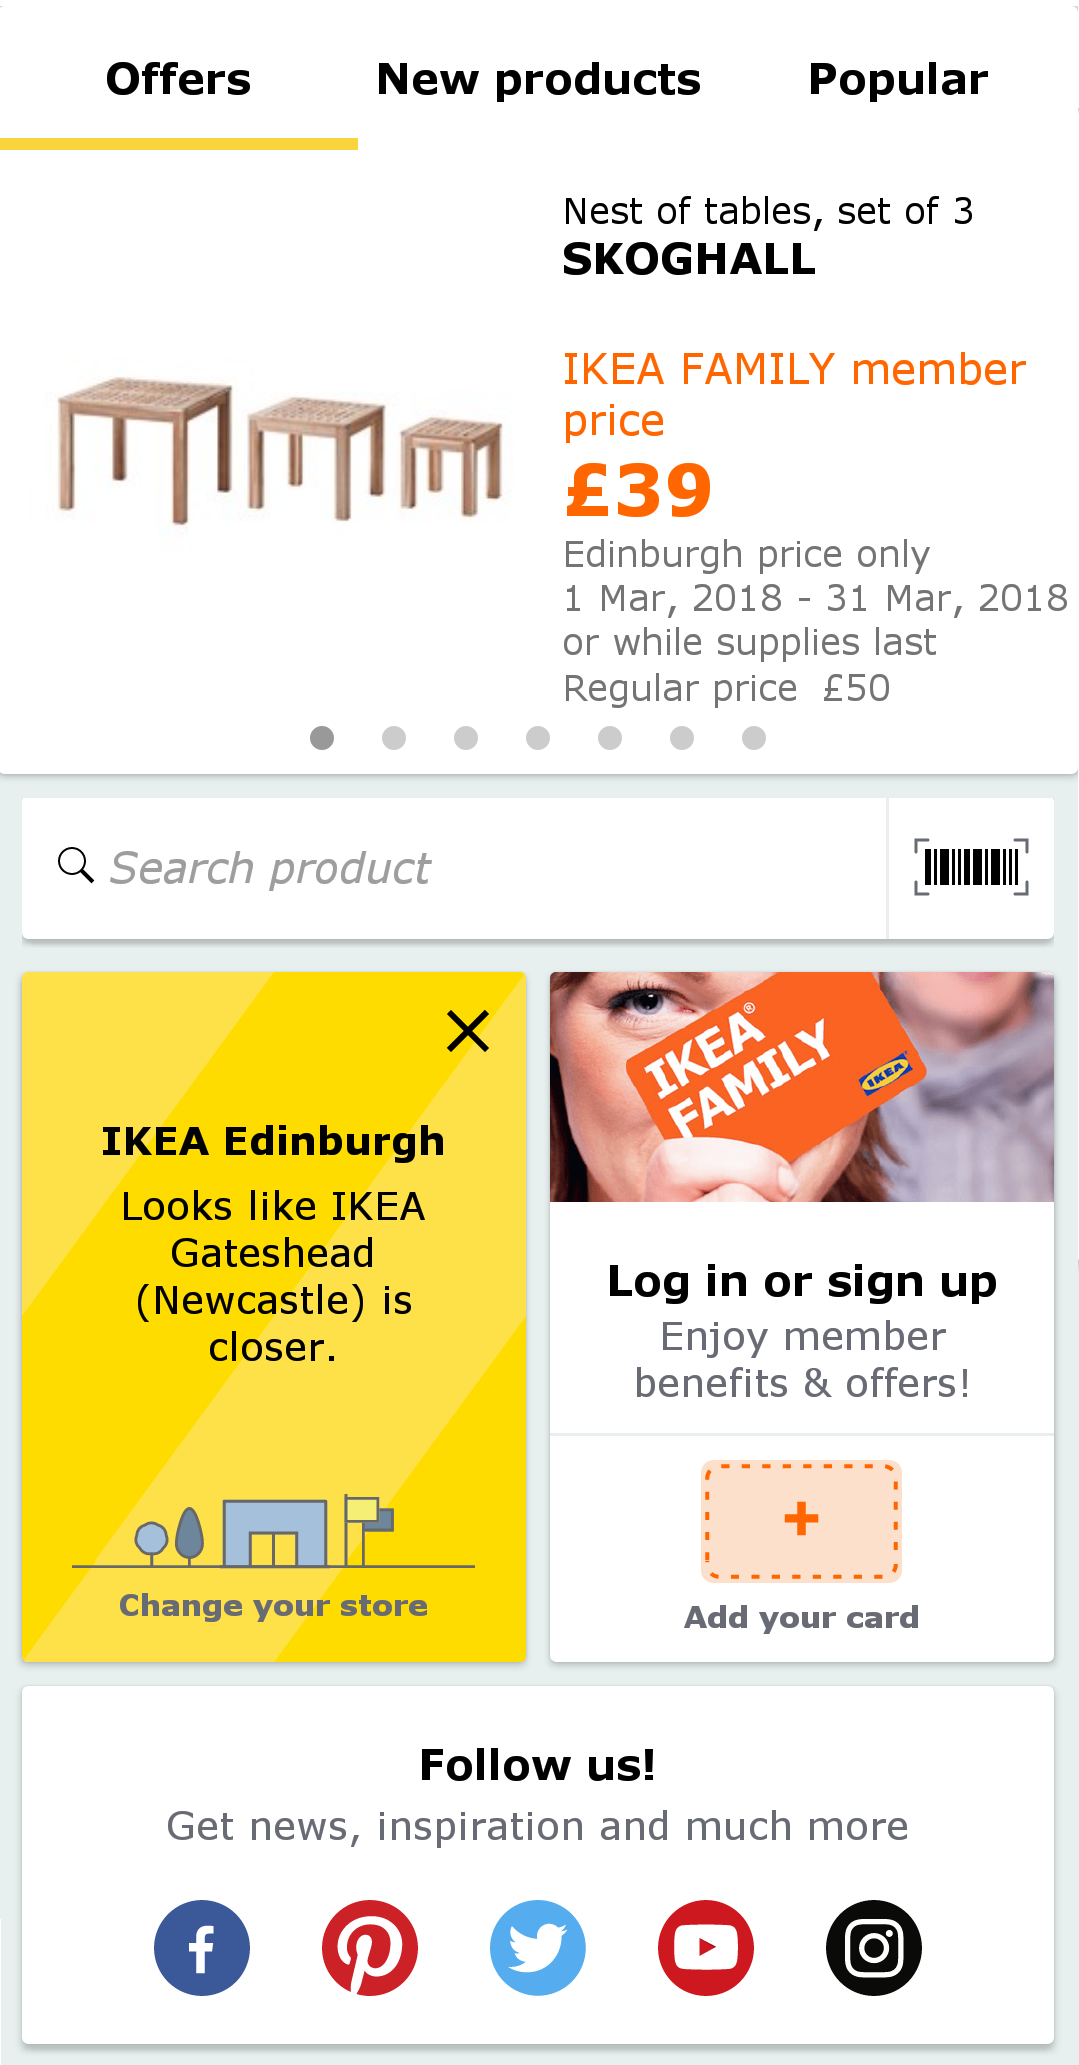 Offers New products Popular
Nest of tables, set of 3
SKOGHALL
IKEA FAMILY member
price
£39
Edinburgh price only
1 Mar, 2018 - 31 Mar, 2018
or while supplies last
Regular price £50
Search product
IKEA Edinburgh
Looks like IKEA
Gateshead
(Newcastle) is
closer.
Change your store
IKEA®
FAMILY
IKEA
Log in or sign up
Enjoy member
benefits & offers!
+
Add your card
Follow us!
Get news, inspiration and much more